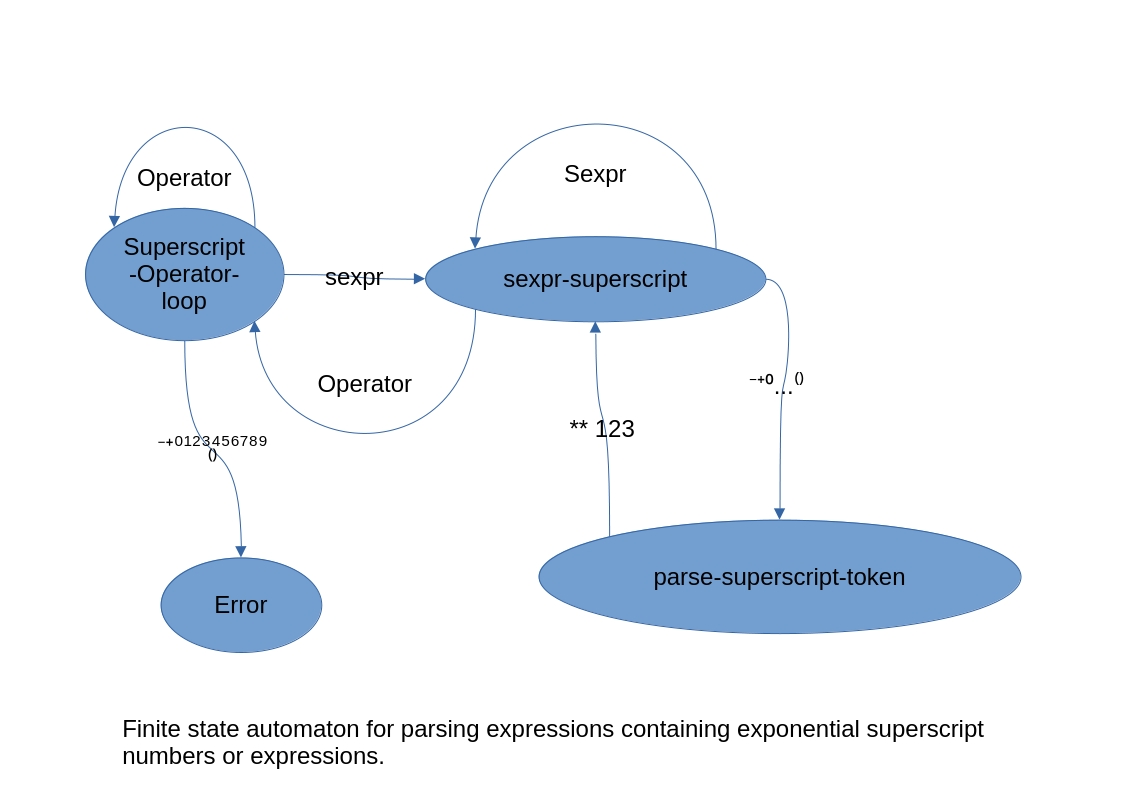 Operator
Sexpr
Superscript
-Operator-
loop
sexpr
sexpr-superscript
Operator
⁻⁺⁰...⁽⁾
** 123
⁻⁺⁰¹²³⁴⁵⁶⁷⁸⁹
⁽⁾
Error
parse-superscript-token
Finite state automaton for parsing expressions containing exponential superscript
numbers or expressions.